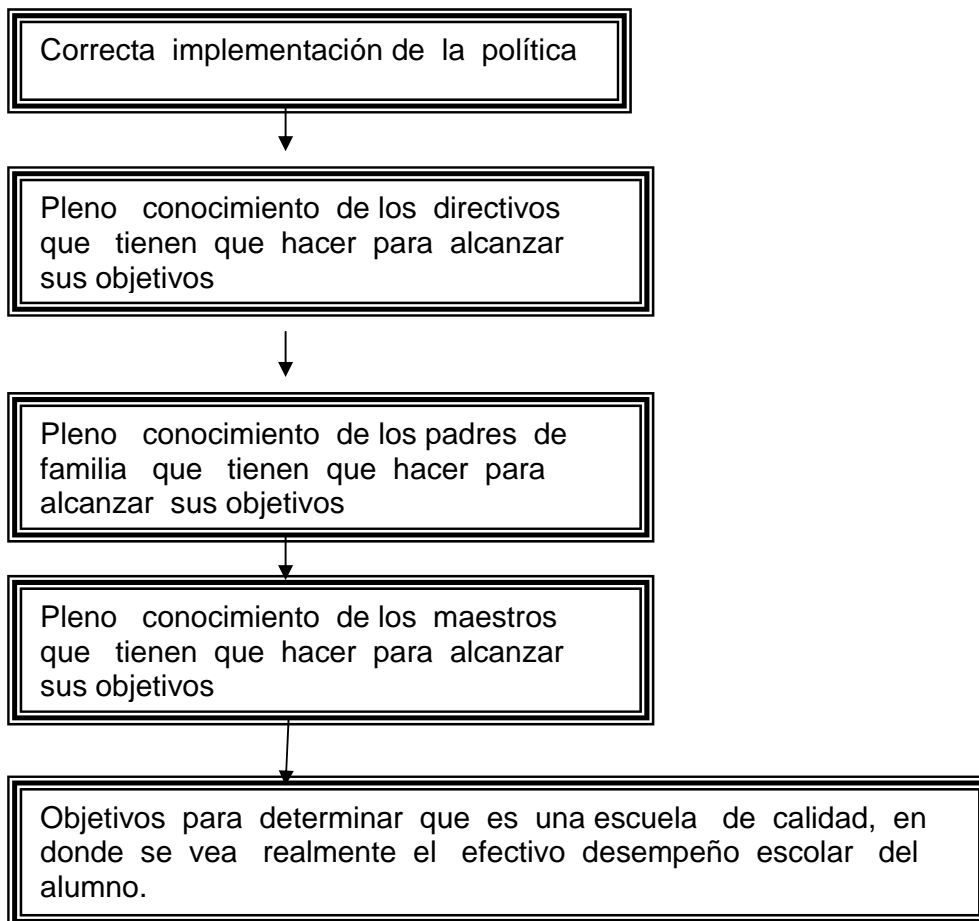 Correcta implementación de la política
Pleno conocimiento de los directivos
que tienen que hacer para alcanzar
sus objetivos
Pleno conocimiento de los padres de
familia que tienen que hacer para
alcanzar sus objetivos
Pleno conocimiento de los maestros
que tienen que hacer para alcanzar
sus objetivos
Objetivos para determinar que es una escuela de calidad, en
donde se vea realmente el efectivo desempeño escolar del
alumno.